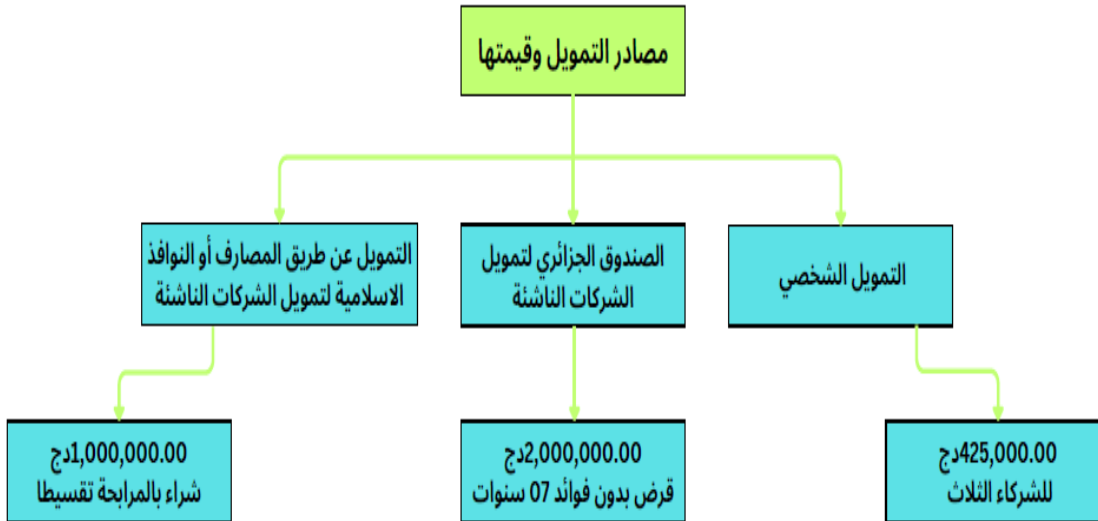 مصادر التمويل وقيمتها
التمويل الشخصي
الصندوق الجزائري لتمويل
الشركات الناشئة
التمويل عن طريق المصارف أو النوافذ
الاسلامية لتمويل الشركات الناشئة
425,000.00دج
للشركاء الثلاث
2,000,000.00دج
قرض بدون فوائد 07 سنوات
1,000,000.00دج
شراء بالمرابحة تقسيطا